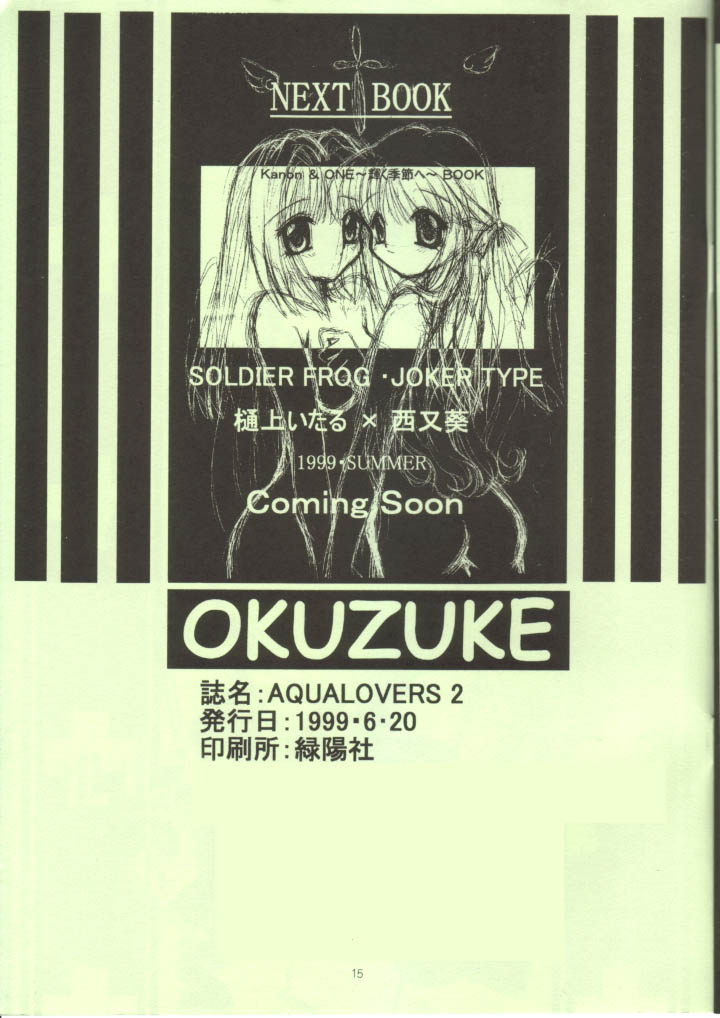 NEXT BOOK
Kanon & ONE～輝く季節へ～ BOOK
SOLDIER FROG ・JOKER TYPE
樋上いたる × 西又葵
1999・SUMMER
Coming Soon
OKUZUKE
誌名：AQUALOVERS 2
発行日：1999・6・20
印刷所：緑陽社
15